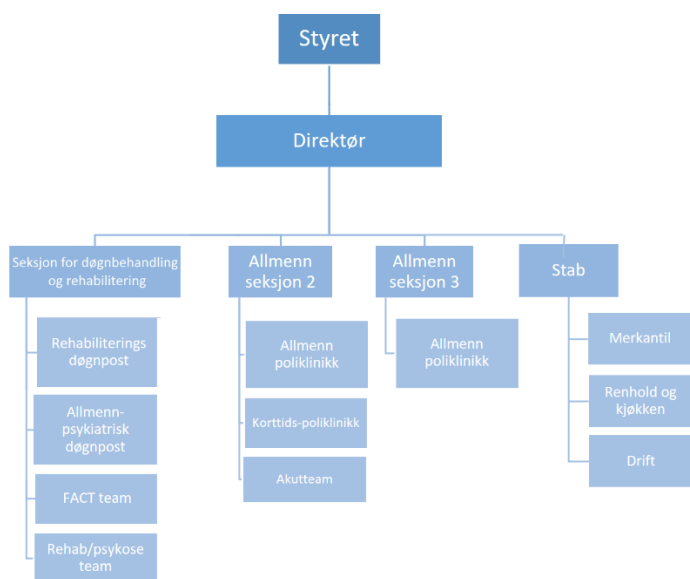 Styret
Direktør
Seksjon for døgnbehandling
og rehabilitering
Rehabiliterings
døgnpost
Allmenn-
psykiatrisk
døgnpost
FACT team
Rehab/psykose
team
Allmenn
seksjon 2
Allmenn
poliklinikk
Korttids-poliklinikk
Akutteam
Allmenn
seksjon 3
Allmenn
poliklinikk
Stab
Merkantil
Renhold og
kjøkken
Drift